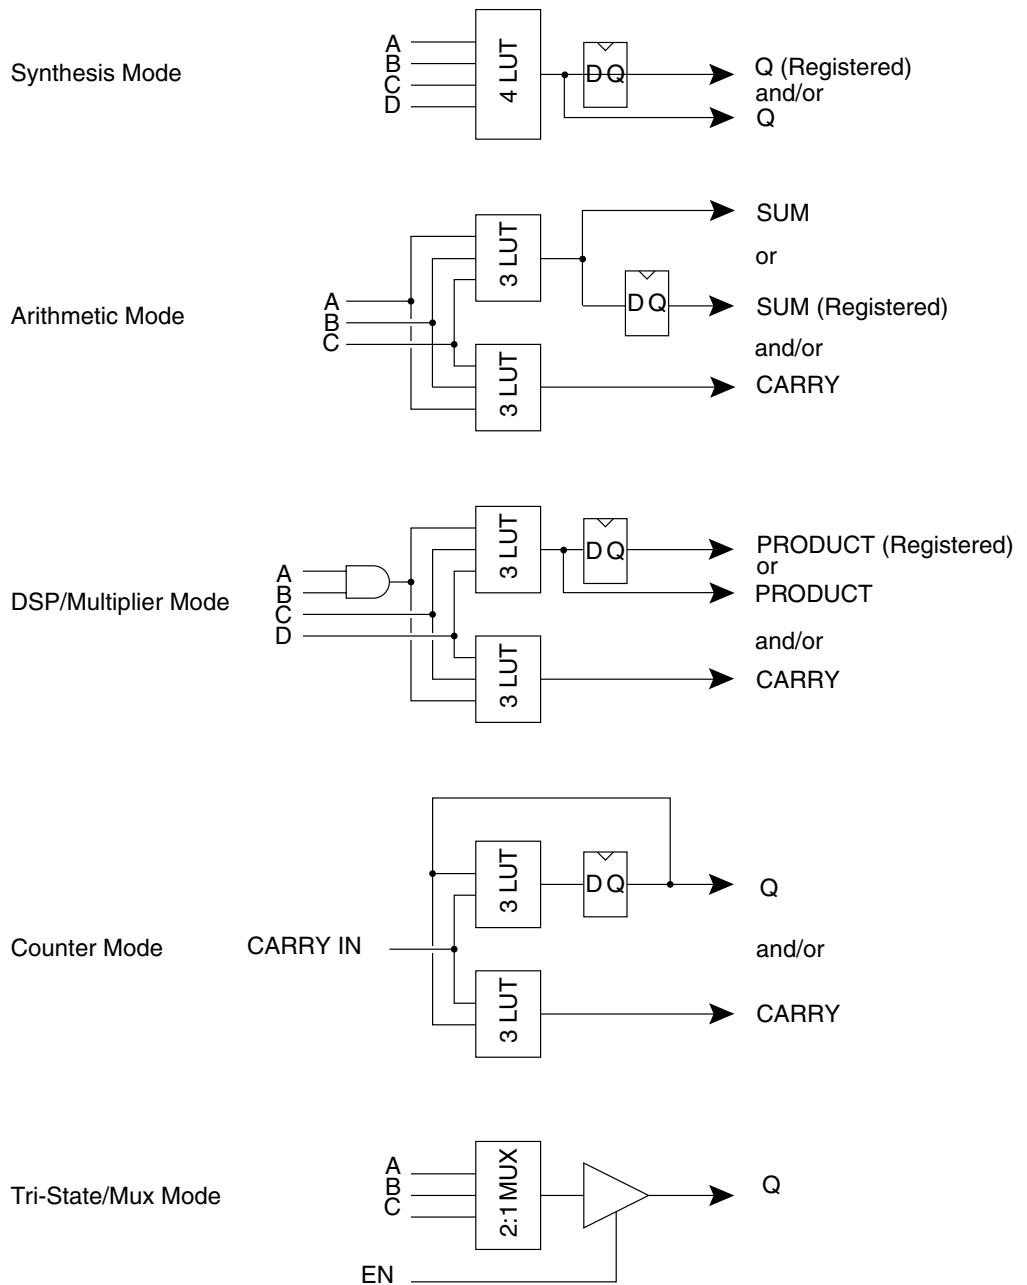 Synthesis Mode
A
B
C
D
4 LUT
D Q
Q (Registered)
and/or
Q
Arithmetic Mode
A
B
C
3 LUT
3 LUT
D Q
SUM
or
SUM (Registered)
and/or
CARRY
DSP/Multiplier Mode
A
B
C
D
3 LUT
3 LUT
D Q
PRODUCT (Registered)
or
PRODUCT
and/or
CARRY
Counter Mode
CARRY IN
3 LUT
3 LUT
D Q
Q
and/or
CARRY
Tri-State/Mux Mode
A
B
C
EN
2:1 MUX
Q